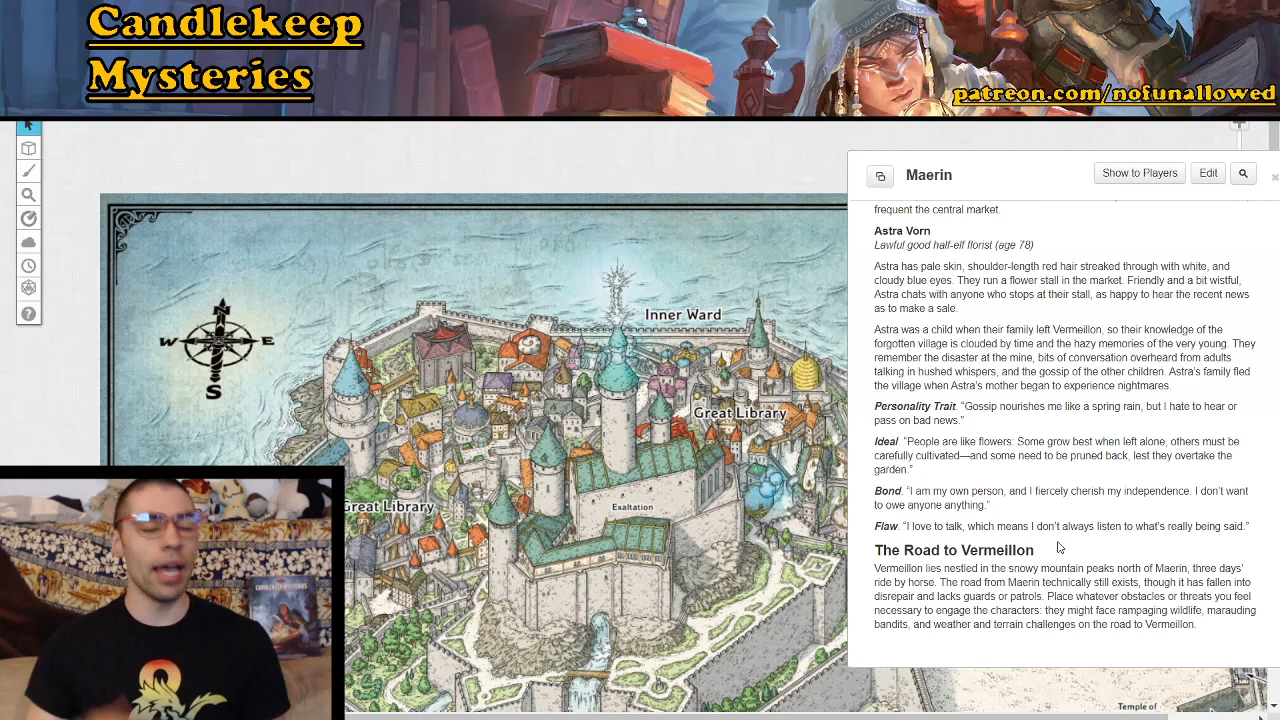 Candlekeep
Mysteries
patreon.com/nofunallowed
Maerin
Show to Players
Edit
frequent the central market.
Astra Vorn
Lawful good half-elf florist (age 78)
Astra has pale skin, shoulder-length red hair streaked through with white, and
cloudy blue eyes. They run a flower stall in the market. Friendly and a bit wistful,
Astra chats with anyone who stops at their stall, as happy to hear the recent news
as to make a sale.
Astra was a child when their family left Vermeillon, so their knowledge of the
forgotten village is clouded by time and the hazy memories of the very young. They
remember the disaster at the mine, bits of conversation overheard from adults
talking in hushed whispers, and the gossip of the other children. Astra's family fled
the village when Astra's mother began to experience nightmares.
Personality Trait. “Gossip nourishes me like a spring rain, but I hate to hear or
pass on bad news.”
Ideal. “People are like flowers: Some grow best when left alone, others must be
carefully cultivated—and some need to be pruned back, lest they overtake the
garden.”
Bond. “I am my own person, and I fiercely cherish my independence. I don't want
to owe anyone anything.”
Flaw. “I love to talk, which means I don't always listen to what's really being said.”
The Road to Vermeillon
Vermeillon lies nestled in the snowy mountain peaks north of Maerin, three days'
ride by horse. The road from Maerin technically still exists, though it has fallen into
disrepair and lacks guards or patrols. Place whatever obstacles or threats you feel
necessary to engage the characters: they might face rampaging wildlife, marauding
bandits, and weather and terrain challenges on the road to Vermeillon.
N
W
E
S
Inner Ward
Great Library
Great Library
Exaltation
Temple of